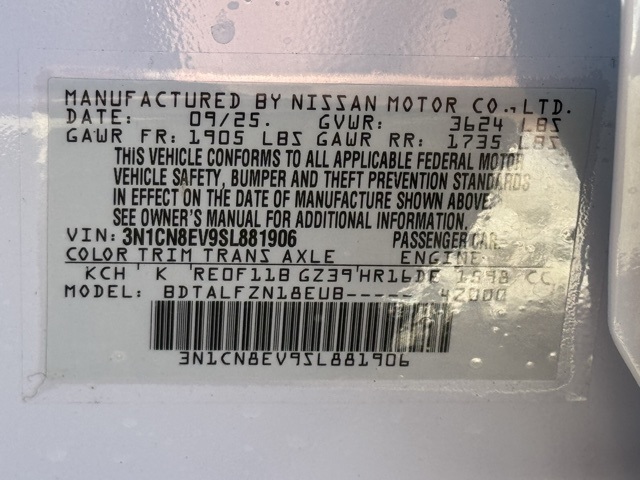 MANUFACTURED BY NISSAN MOTOR CO., LTD.
DATE: 09/25. GVWR: 3624 LBS
GAWR FR: 1905 LBS GAWR RR: 1735 LBS
THIS VEHICLE CONFORMS TO ALL APPLICABLE FEDERAL MOTOR
VEHICLE SAFETY, BUMPER AND THEFT PREVENTION STANDARDS
IN EFFECT ON THE DATE OF MANUFACTURE SHOWN ABOVE.
SEE OWNER'S MANUAL FOR ADDITIONAL INFORMATION.
VIN: 3N1CN8EV9SL881906 PASSENGER CAR
COLOR TRIM TRANS AXLE ENGINE
KCH K RE0F11B GZ39 HR16DE 1598 CC
MODEL: BDTALFZN18EUB----- 42000
3N1CN8EV9SL881906